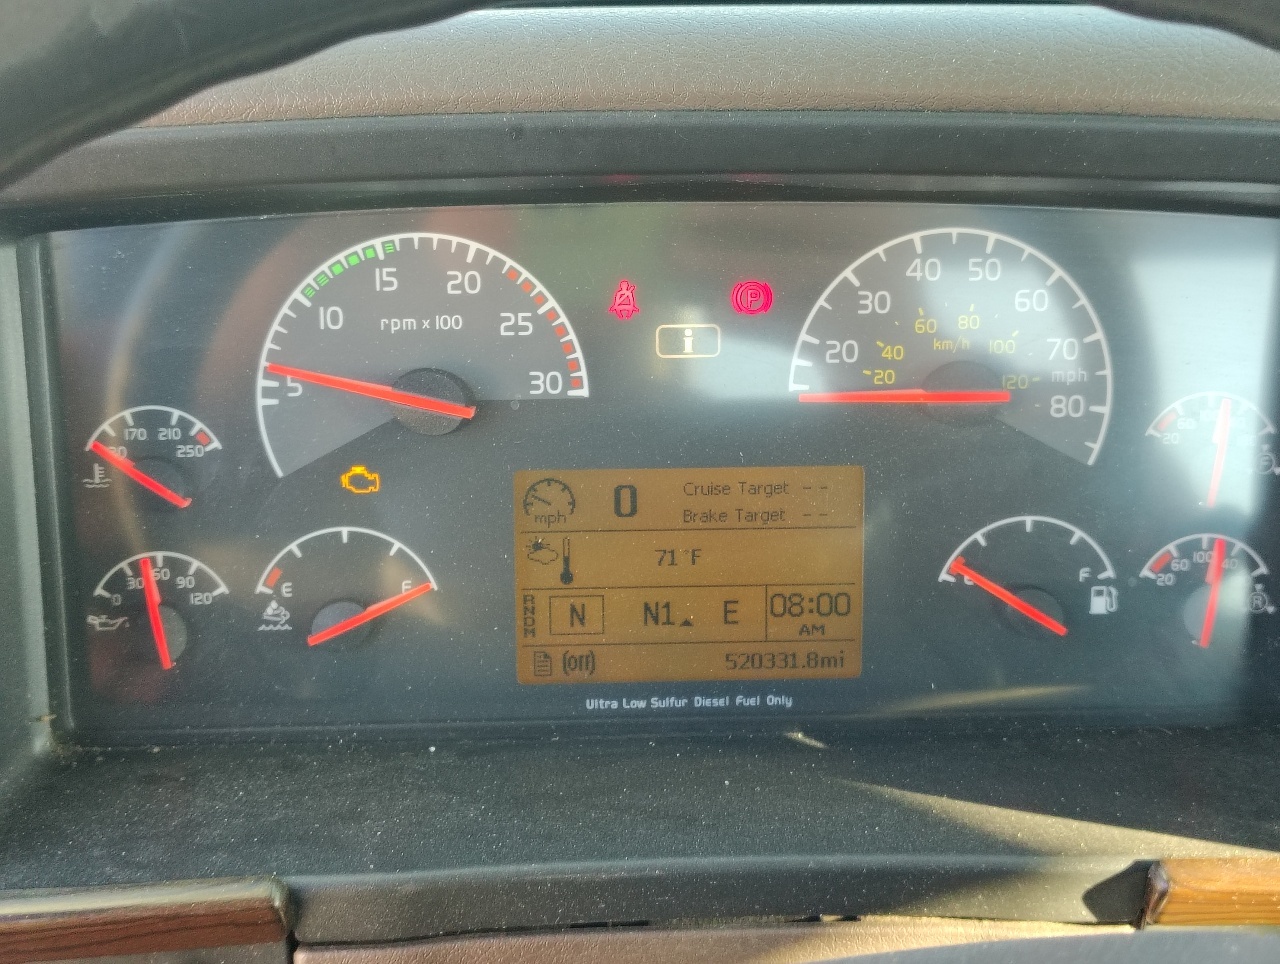 15
20
10
rpm x 100
25
5
30
P
i
40
50
30
60
60
80
20
40
km/h
100
70
20
120
mph
80
170
210
250
60
20
0
Cruise Target --
mph
Brake Target --
71°F
30
60
90
0
120
E
F
F
60
100
20
R
N
N
D
M
N
N1
E
08:00
AM
(off)
520331.8mi
Ultra Low Sulfur Diesel Fuel Only